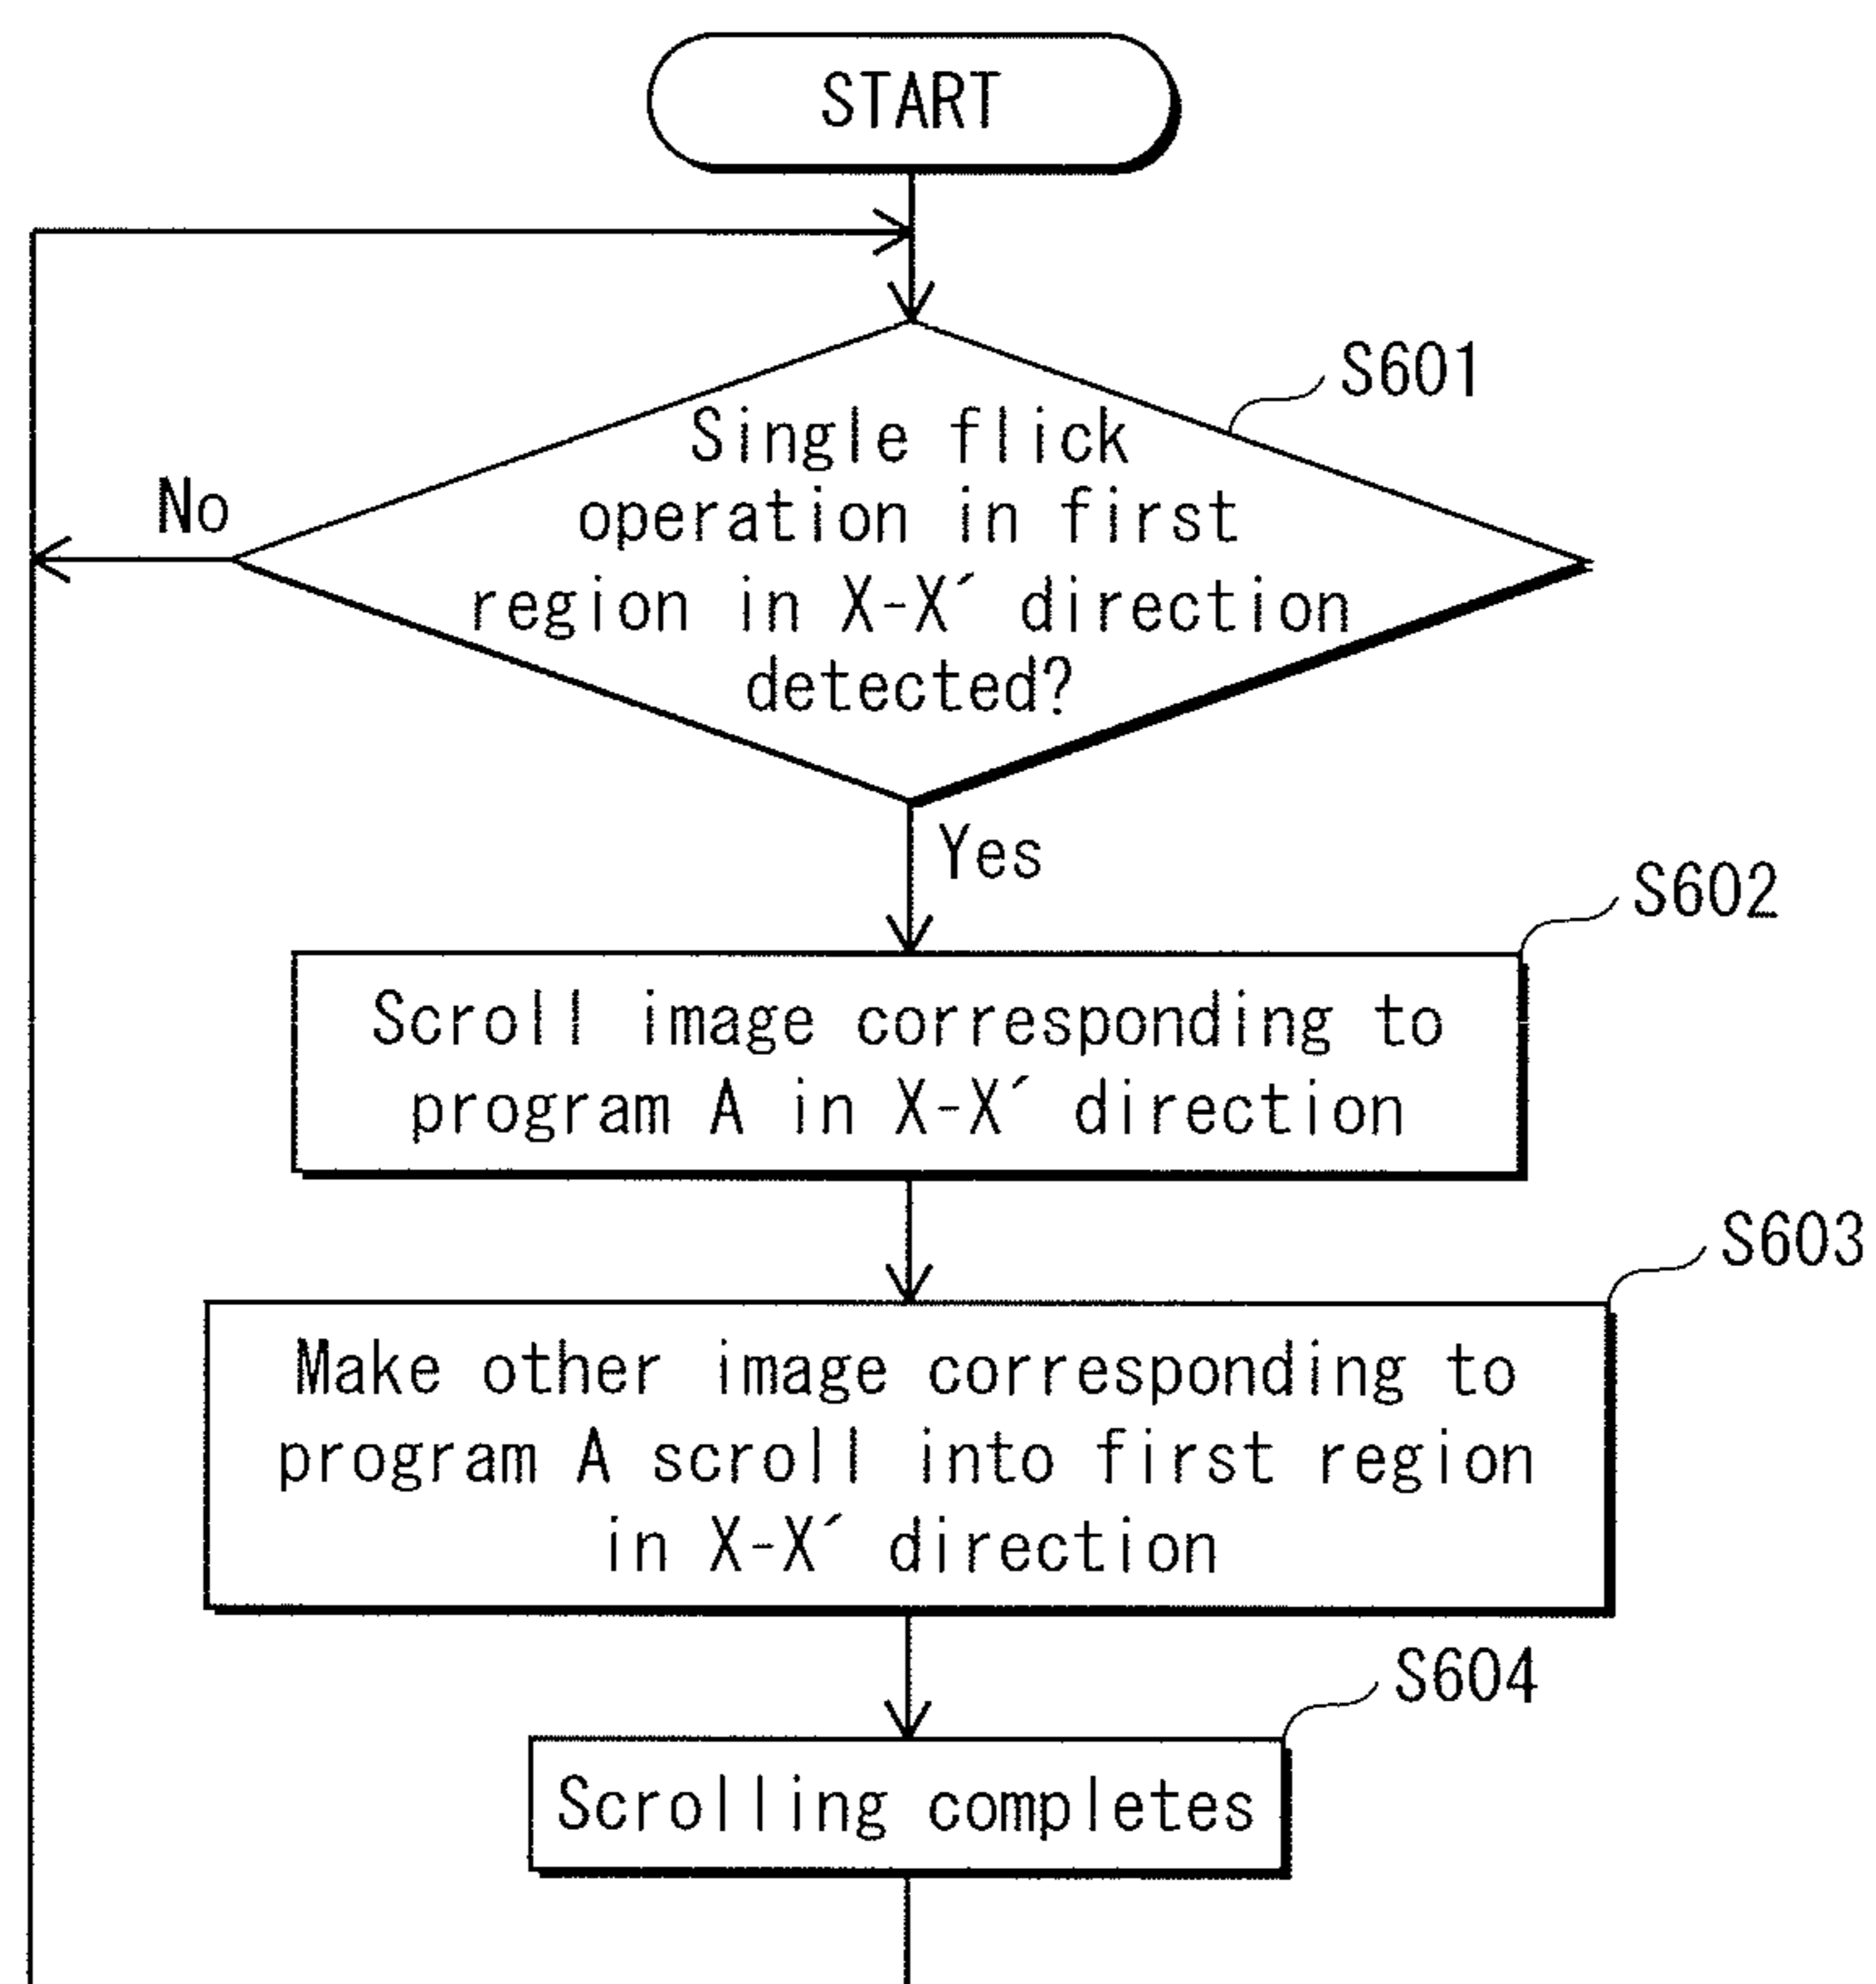 START
S601
Single flick
operation in first
region in X-X´ direction
detected?
No
Yes
S602
Scroll image corresponding to
program A in X-X´ direction
S603
Make other image corresponding to
program A scroll into first region
in X-X´ direction
S604
Scrolling completes